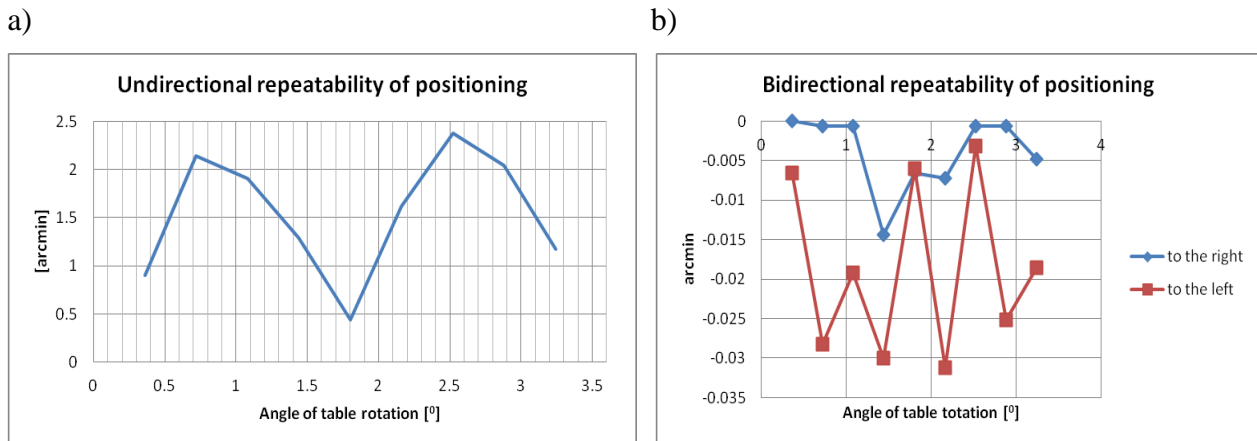 a)
b)
Undirectional repeatability of positioning
2.5
2
1.5
1
0.5
0
[arcmin]
0 0.5 1 1.5 2 2.5 3 3.5
Angle of table rotation [⁰]
Bidirectional repeatability of positioning
0
-0.005
-0.01
-0.015
-0.02
-0.025
-0.03
-0.035
arcmin
0 1 2 3 4
Angle of table totation [⁰]
to the right
to the left